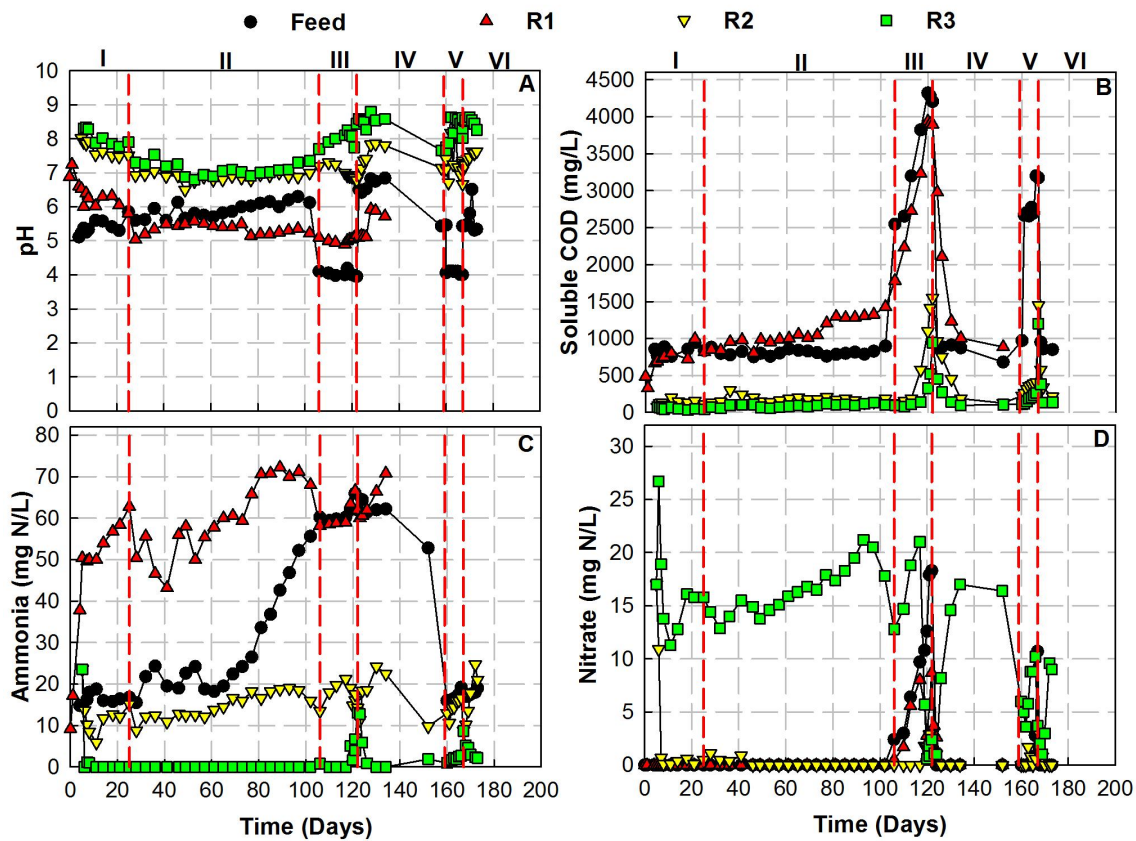 Feed R1 R2 R3
I II III IV V VI
A
10
9
8
7
6
5
4
3
2
1
0
pH
0 20 40 60 80 100 120 140 160 180 200
I II III IV V VI
B
4500
4000
3500
3000
2500
2000
1500
1000
500
0
Soluble COD (mg/L)
0 20 40 60 80 100 120 140 160 180 200
C
80
70
60
50
40
30
20
10
0
Ammonia (mg N/L)
0 20 40 60 80 100 120 140 160 180 200
Time (Days)
D
30
25
20
15
10
5
0
Nitrate (mg N/L)
0 20 40 60 80 100 120 140 160 180 200
Time (Days)